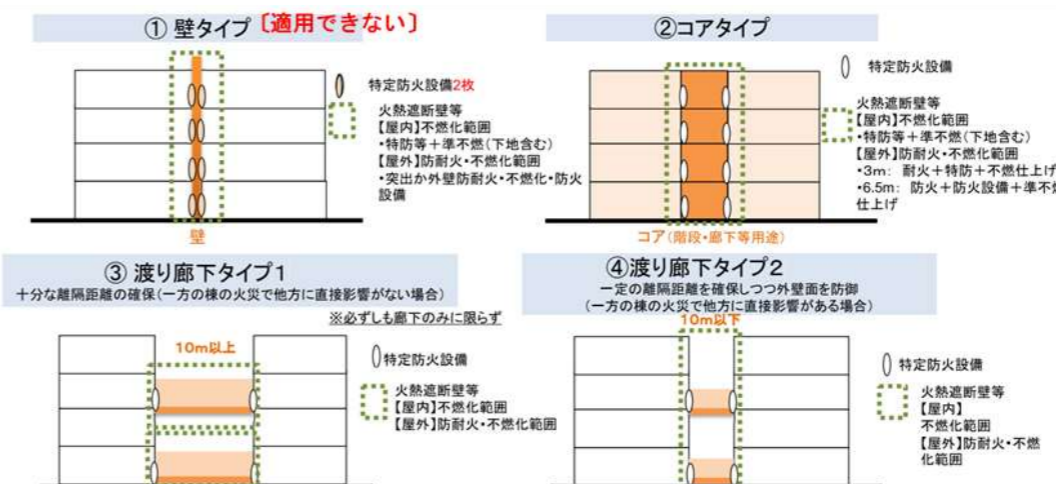 ① 壁タイプ〔適用できない〕
特定防火設備2枚
火熱遮断壁等
【屋内】不燃化範囲
・特防等＋準不燃(下地含む)
【屋外】防耐火・不燃化範囲
・突出か外壁防耐火・不燃化・防火
設備
壁
②コアタイプ
特定防火設備
火熱遮断壁等
【屋内】不燃化範囲
・特防等＋準不燃(下地含む)
【屋外】防耐火・不燃化範囲
・3m: 耐火＋特防＋不燃仕上げ
・6.5m: 防火＋防火設備＋準不燃
仕上げ
コア(階段・廊下等用途)
③ 渡り廊下タイプ1
十分な離隔距離の確保(一方の棟の火災で他方に直接影響がない場合)
※必ずしも廊下のみに限らず
10m以上
特定防火設備
火熱遮断壁等
【屋内】不燃化範囲
【屋外】防耐火・不燃化範囲
④渡り廊下タイプ2
一定の離隔距離を確保しつつ外壁面を防御
(一方の棟の火災で他方に直接影響がある場合)
10m以下
特定防火設備
火熱遮断壁等
【屋内】
不燃化範囲
【屋外】防耐火・不燃
化範囲